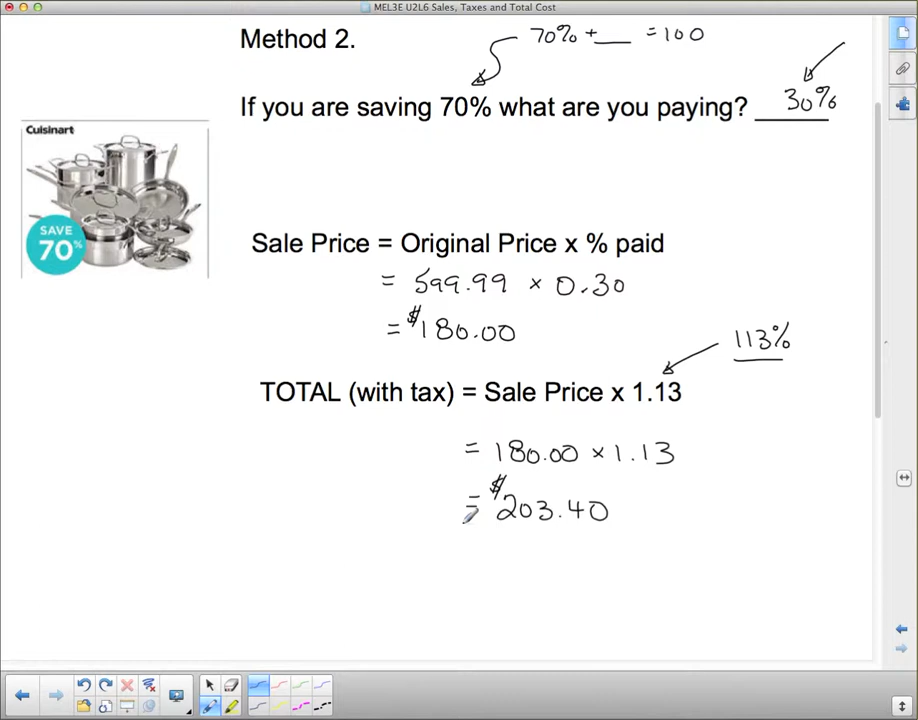 MEL3E U2L6 Sales, Taxes and Total Cost
Method 2.
70% + __ = 100
If you are saving 70% what are you paying? 30%
Cuisinart
SAVE
70%
Sale Price = Original Price x % paid
= 599.99 × 0.30
= $180.00
113%
TOTAL (with tax) = Sale Price x 1.13
= 180.00 × 1.13
= $203.40